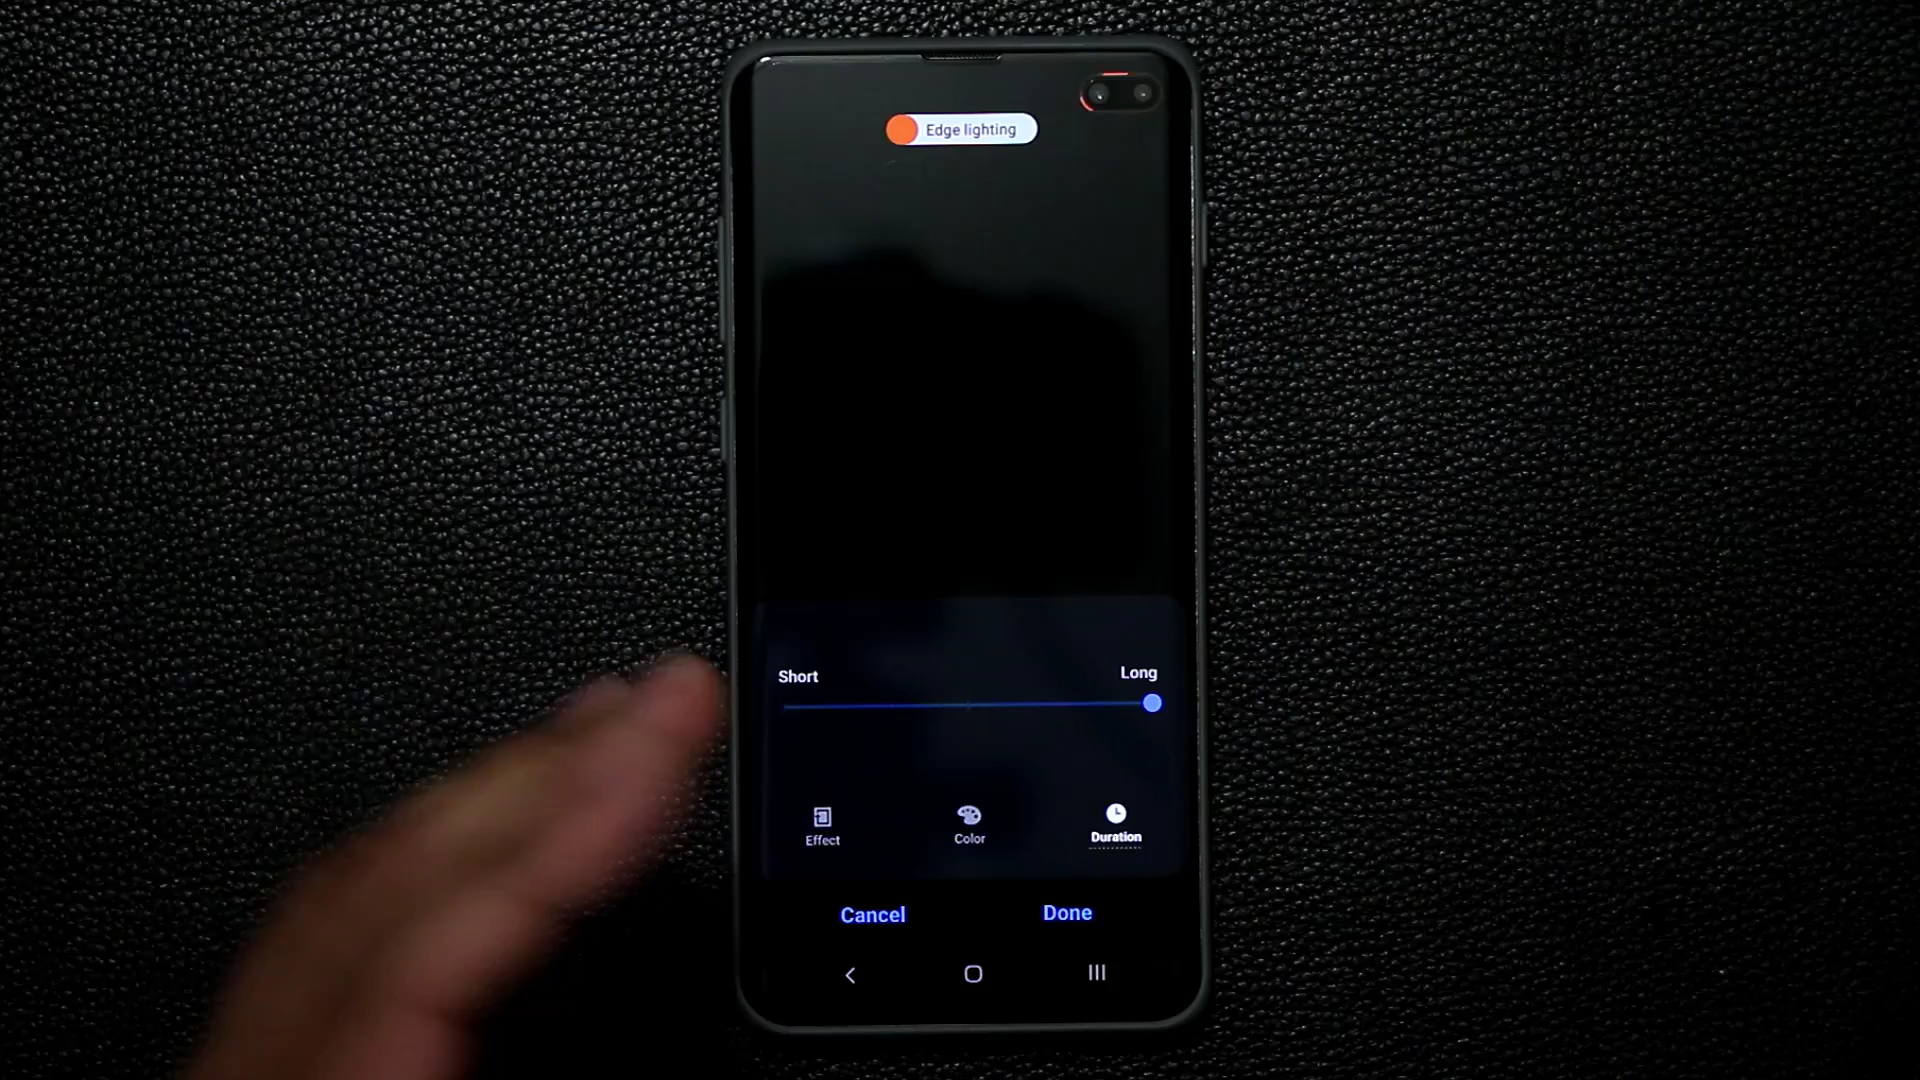 Edge lighting
Short
Long
Effect
Color
Duration
Cancel
Done